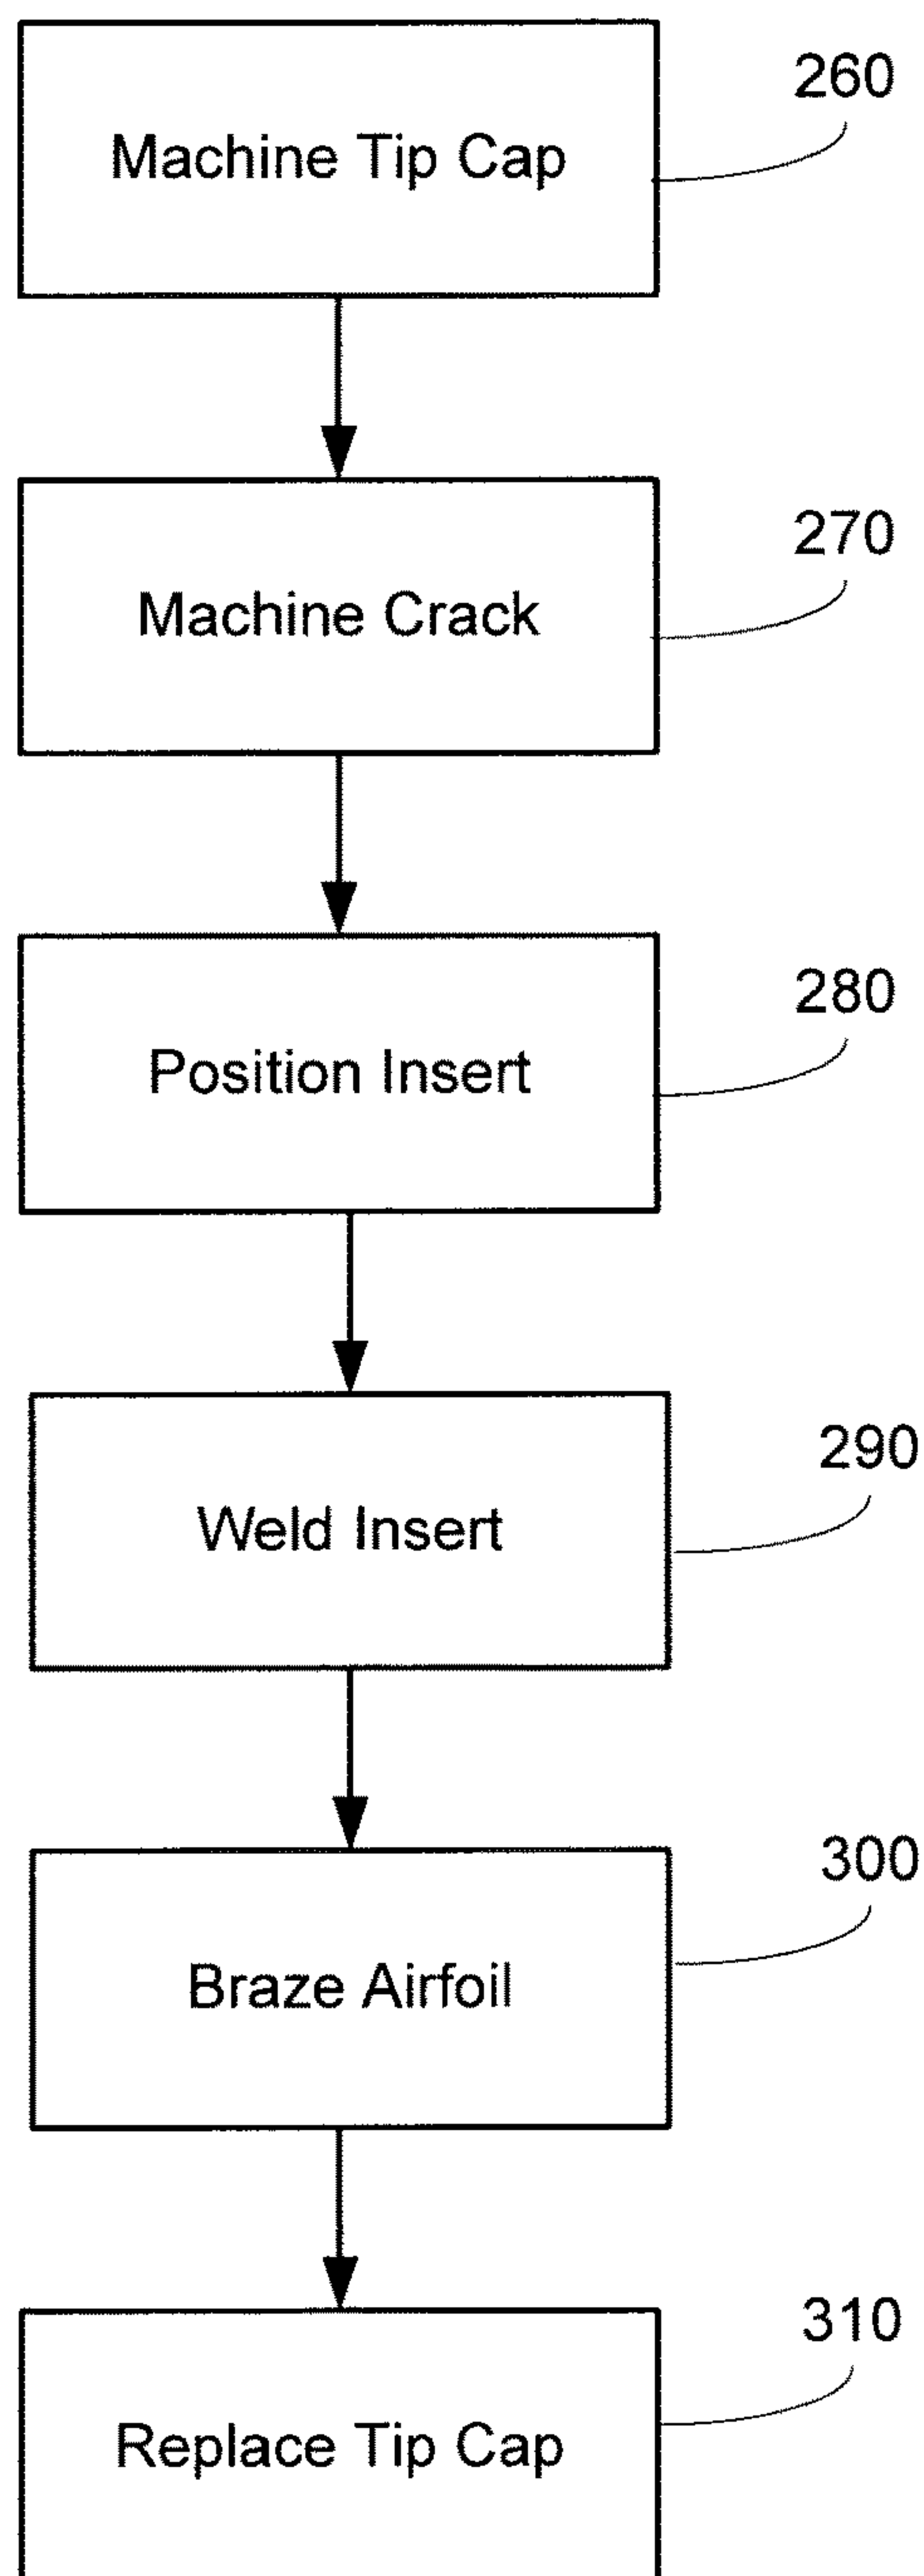 260
Machine Tip Cap
270
Machine Crack
280
Position Insert
290
Weld Insert
300
Braze Airfoil
310
Replace Tip Cap